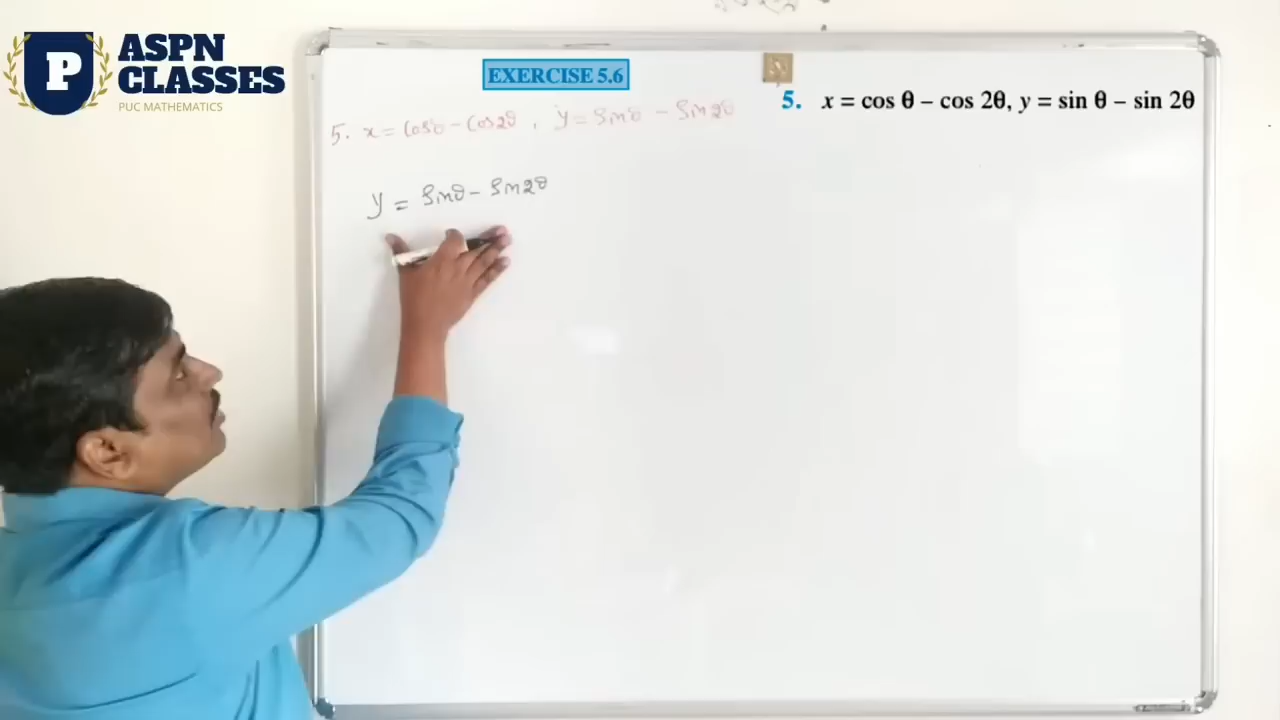 P
ASPN
CLASSES
PUC MATHEMATICS
EXERCISE 5.6
5. x = cos θ – cos 2θ, y = sin θ – sin 2θ
5. x = Cosθ - Cos2θ , y = Sinθ - Sin2θ
y = Sinθ - Sin2θ